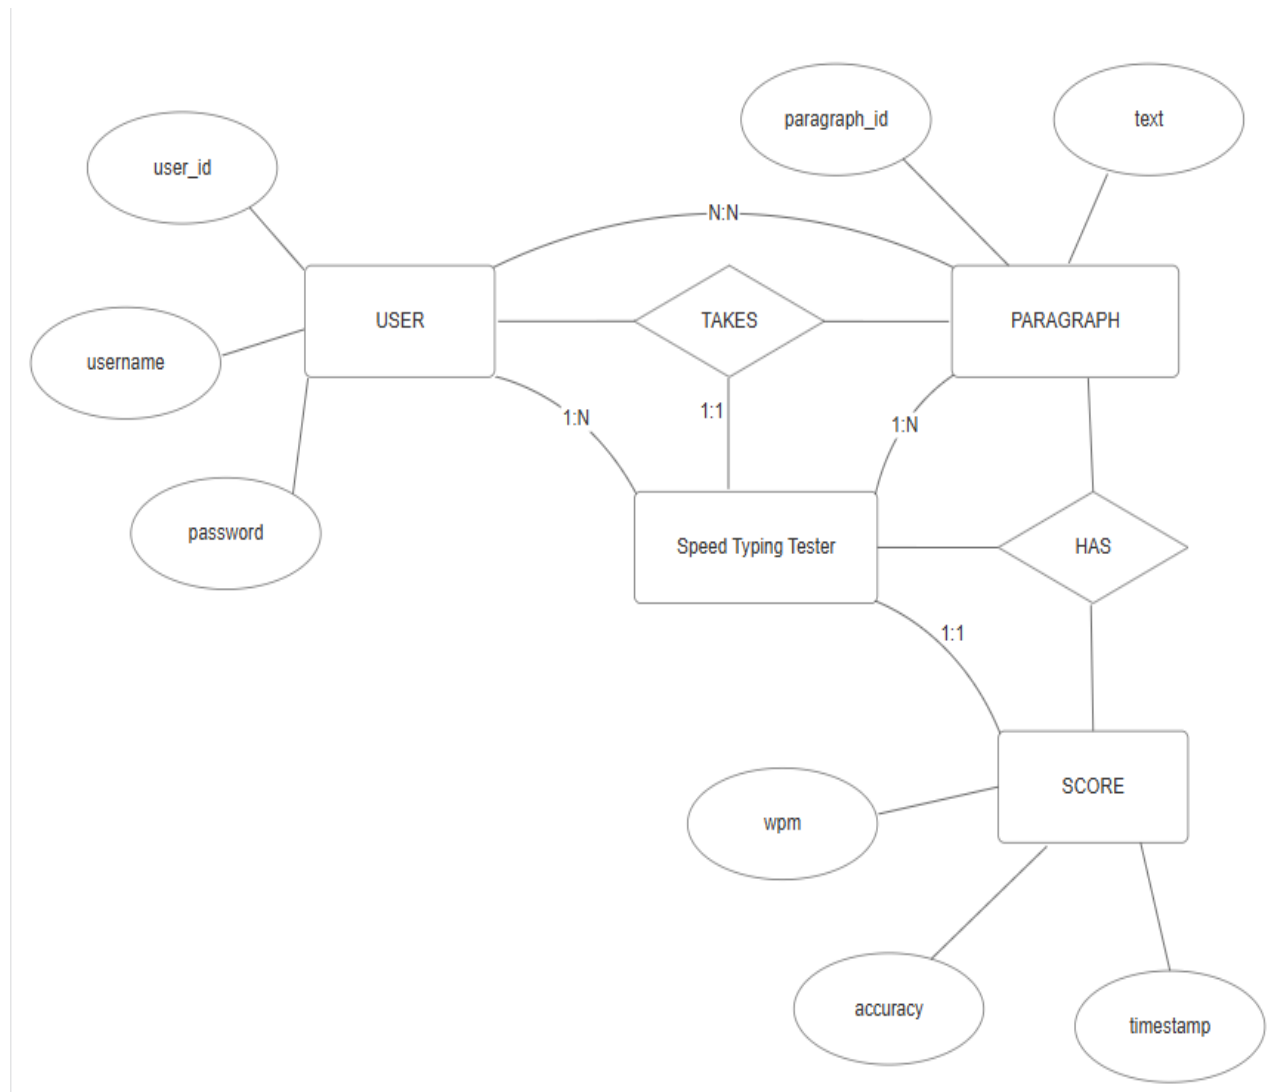 paragraph_id
text
user_id
N:N
USER
TAKES
PARAGRAPH
username
1:N
1:1
1:N
password
Speed Typing Tester
HAS
1:1
SCORE
wpm
accuracy
timestamp